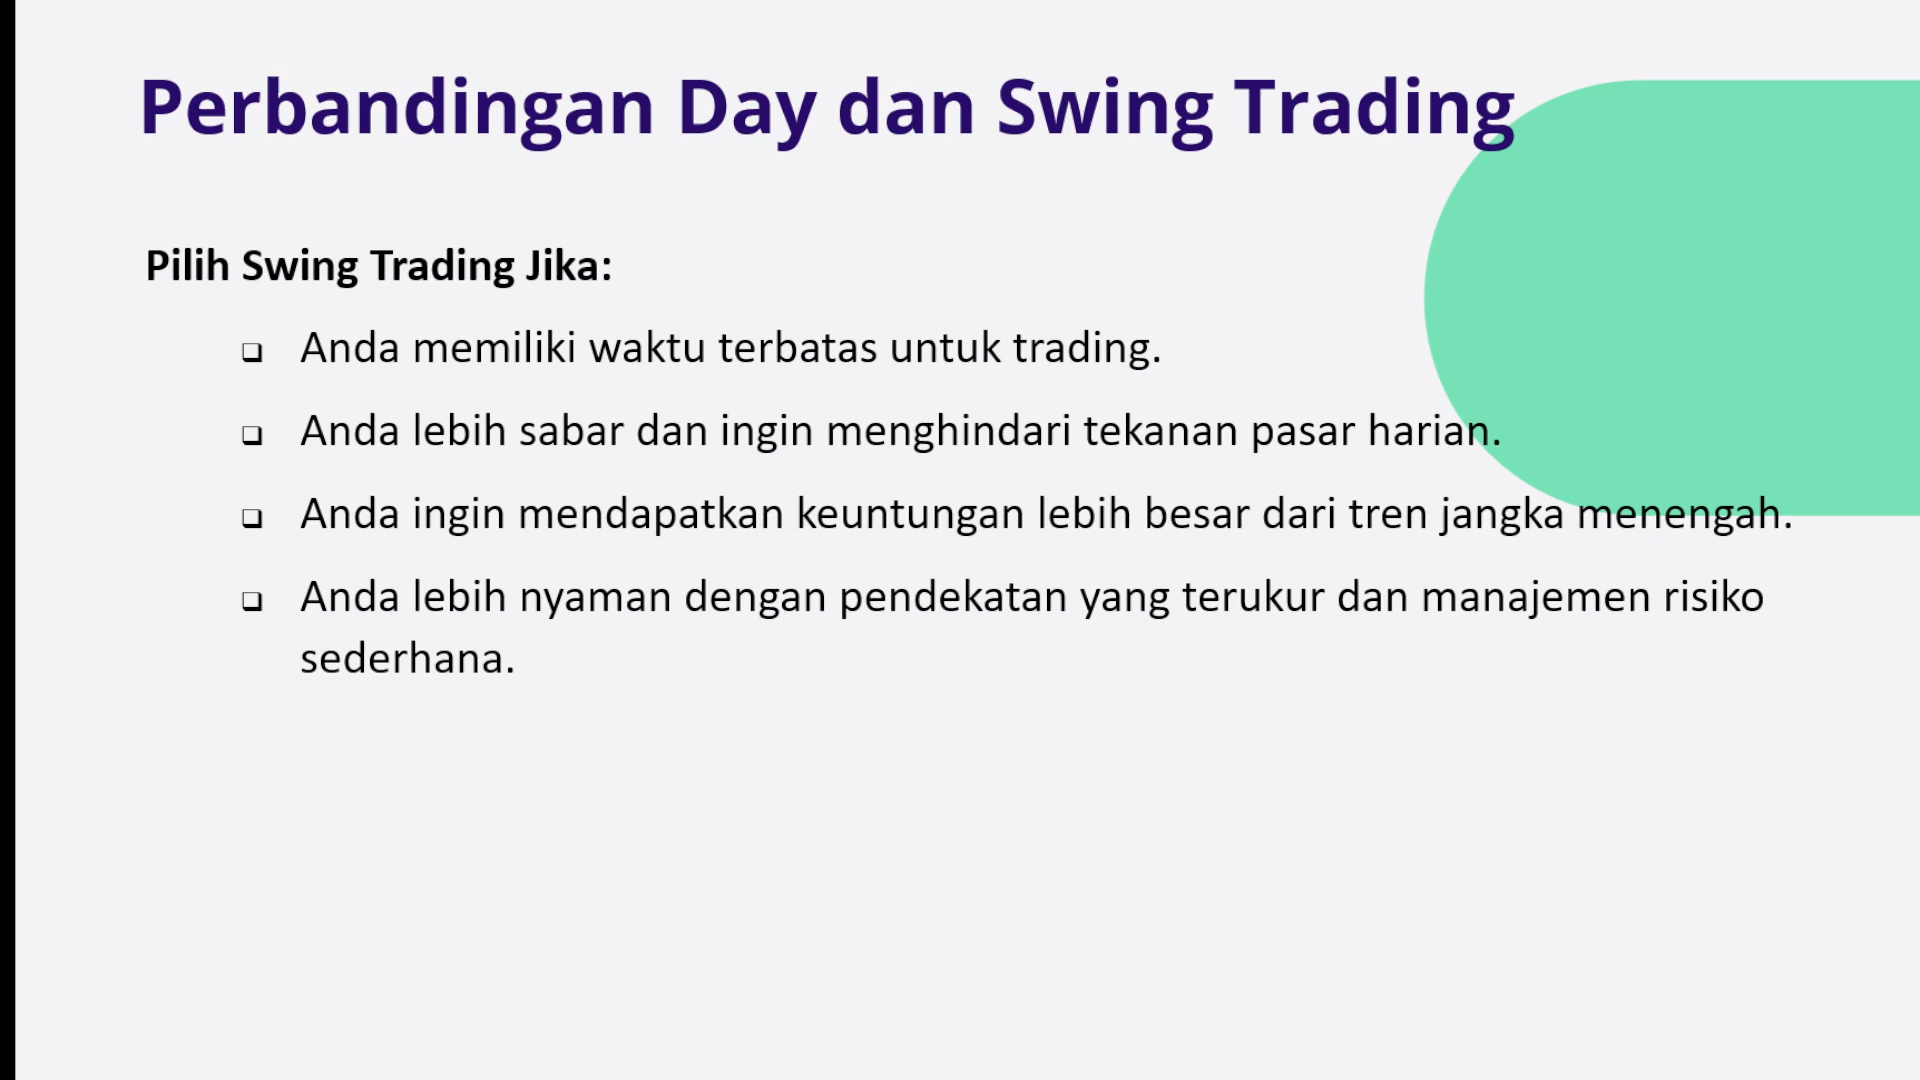 Perbandingan Day dan Swing Trading
Pilih Swing Trading Jika:
❑ Anda memiliki waktu terbatas untuk trading.
❑ Anda lebih sabar dan ingin menghindari tekanan pasar harian.
❑ Anda ingin mendapatkan keuntungan lebih besar dari tren jangka menengah.
❑ Anda lebih nyaman dengan pendekatan yang terukur dan manajemen risiko
sederhana.